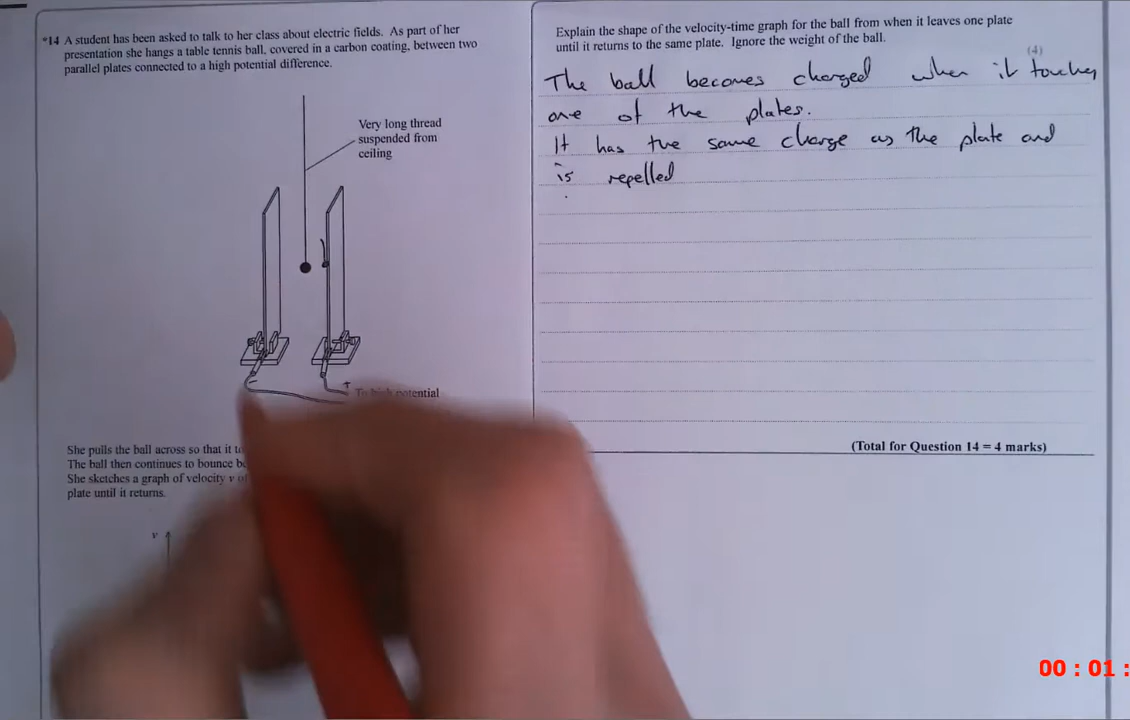 *14 A student has been asked to talk to her class about electric fields. As part of her
presentation she hangs a table tennis ball, covered in a carbon coating, between two
parallel plates connected to a high potential difference.
Very long thread
suspended from
ceiling
To high potential
She pulls the ball across so that it
The ball then continues to bounce
She sketches a graph of velocity v
plate until it returns.
v
Explain the shape of the velocity-time graph for the ball from when it leaves one plate
until it returns to the same plate. Ignore the weight of the ball.
(4)
The ball becomes charged when it touches
one of the plates.
It has the same charge as the plate and
is repelled
(Total for Question 14 = 4 marks)
00 : 01 :